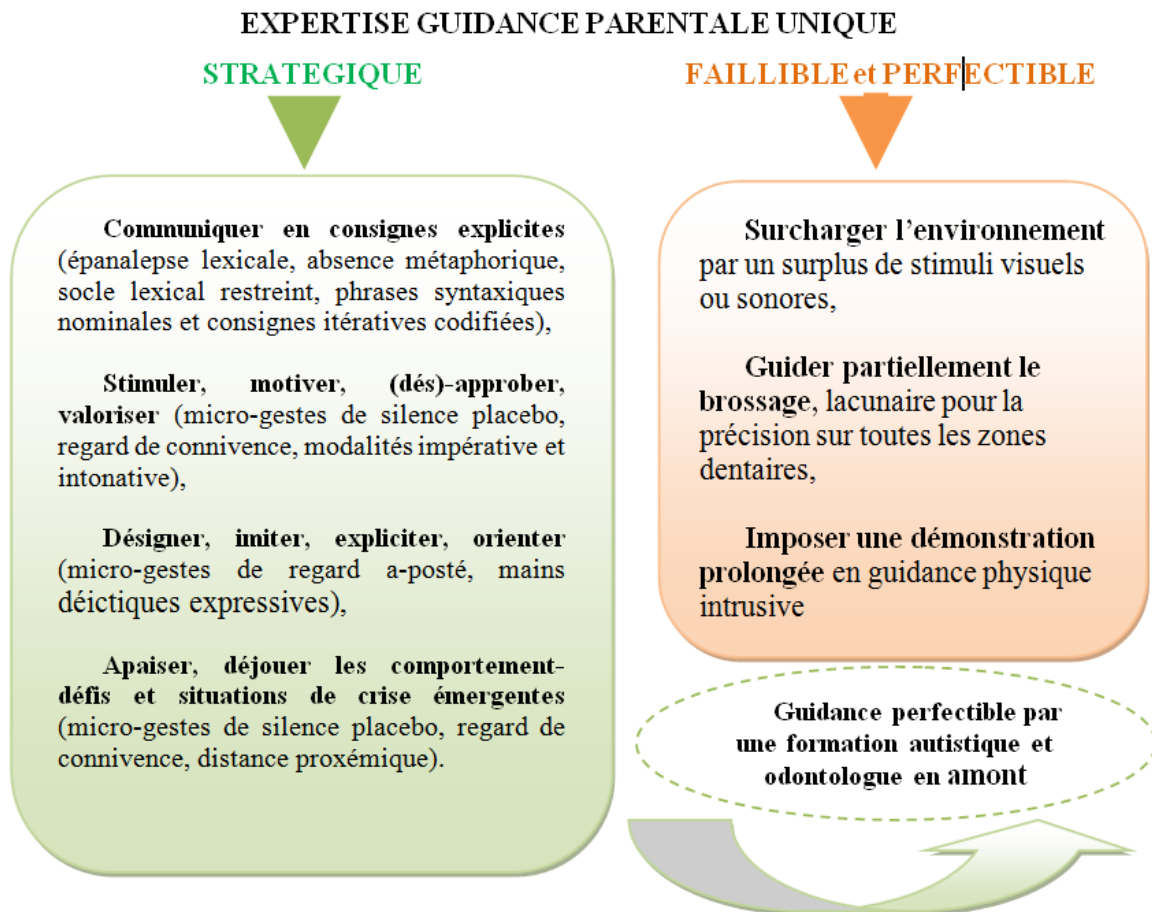 EXPERTISE GUIDANCE PARENTALE UNIQUE
STRATEGIQUE
FAILLIBLE et PERFECTIBLE
Communiquer en consignes explicites
(épanalepse lexicale, absence métaphorique,
socle lexical restreint, phrases syntaxiques
nominales et consignes itératives codifiées),
Stimuler, motiver, (dés)-approber,
valoriser (micro-gestes de silence placebo,
regard de connivence, modalités impérative et
intonative),
Désigner, imiter, expliciter, orienter
(micro-gestes de regard a-posté, mains
déictiques expressives),
Apaiser, déjouer les comportement-
défis et situations de crise émergentes
(micro-gestes de silence placebo, regard de
connivence, distance proxémique).
Surcharger l'environnement
par un surplus de stimuli visuels
ou sonores,
Guider partiellement le
brossage, lacunaire pour la
précision sur toutes les zones
dentaires,
Imposer une démonstration
prolongée en guidance physique
intrusive
Guidance perfectible par
une formation autistique et
odontologue en amont